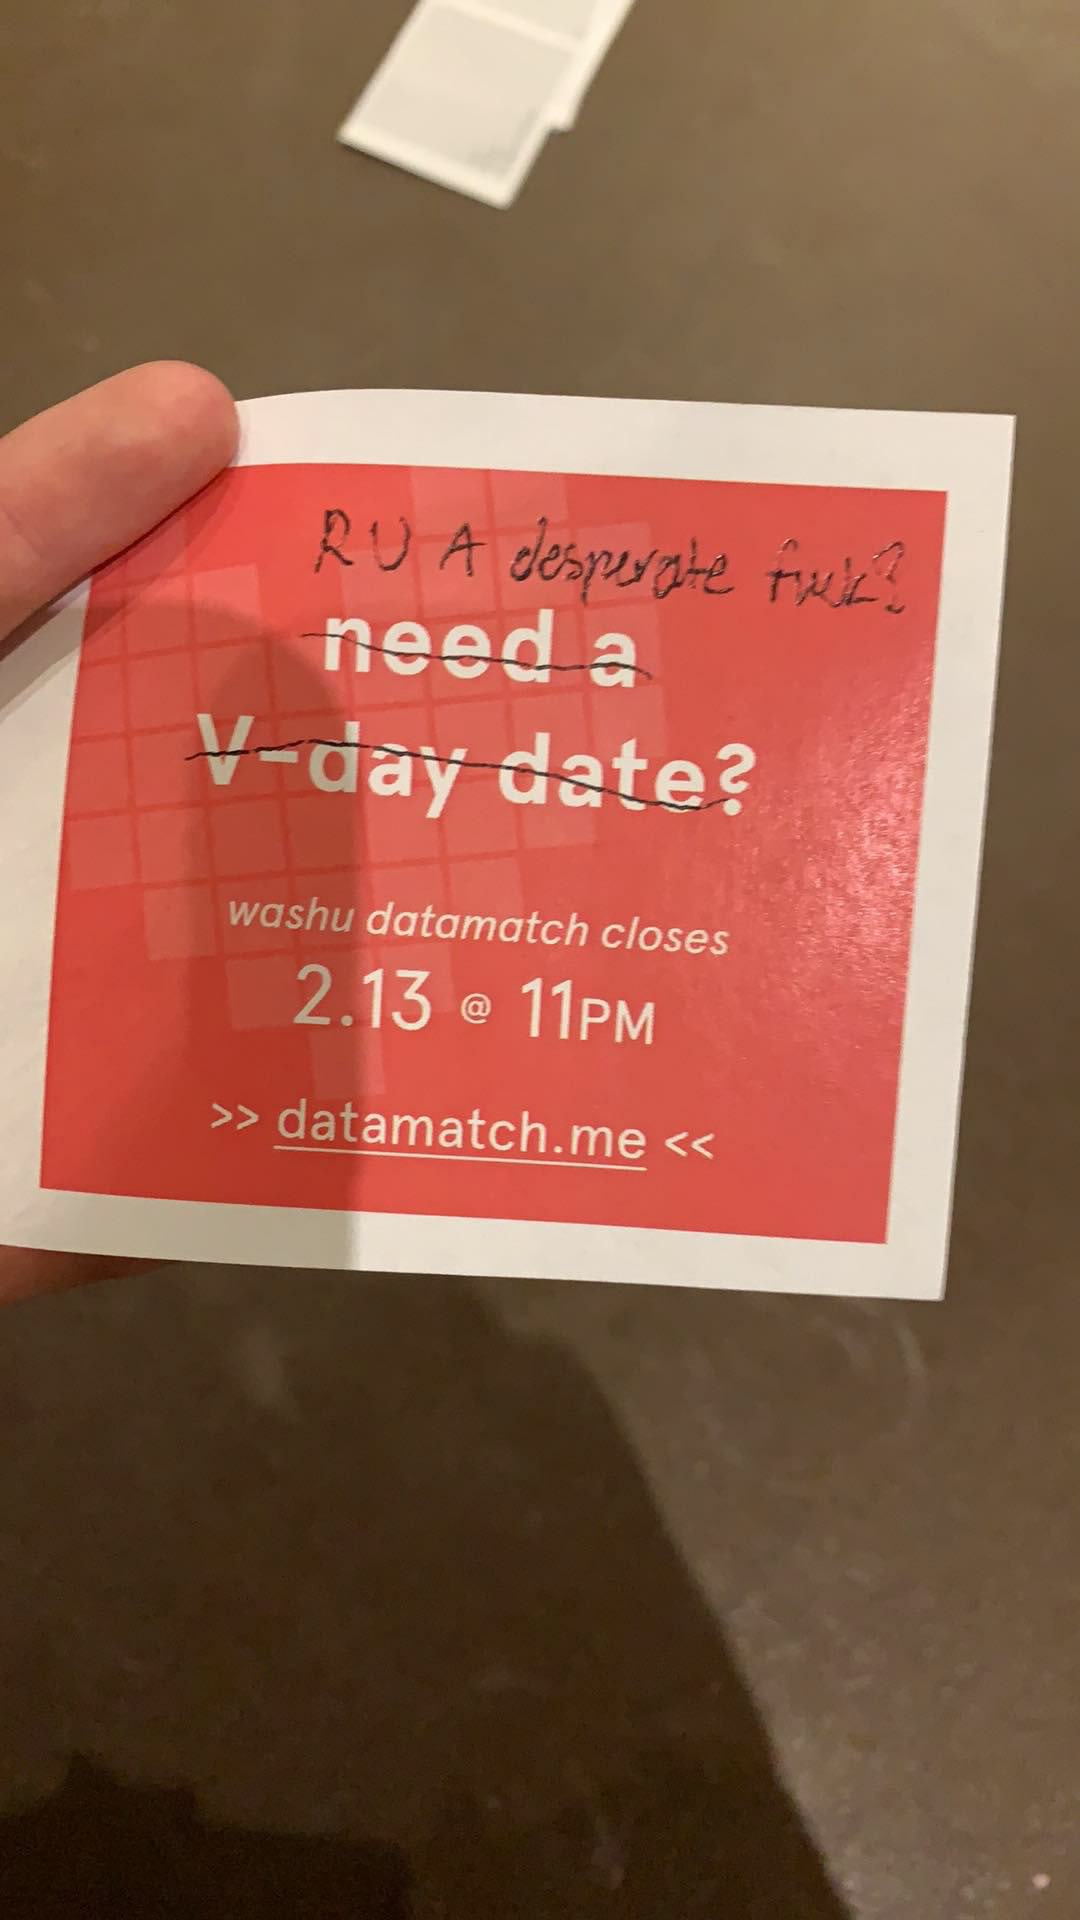 R U A desperate fuck?
need a
V-day date?
washu datamatch closes
2.13 @ 11PM
>> datamatch.me <<